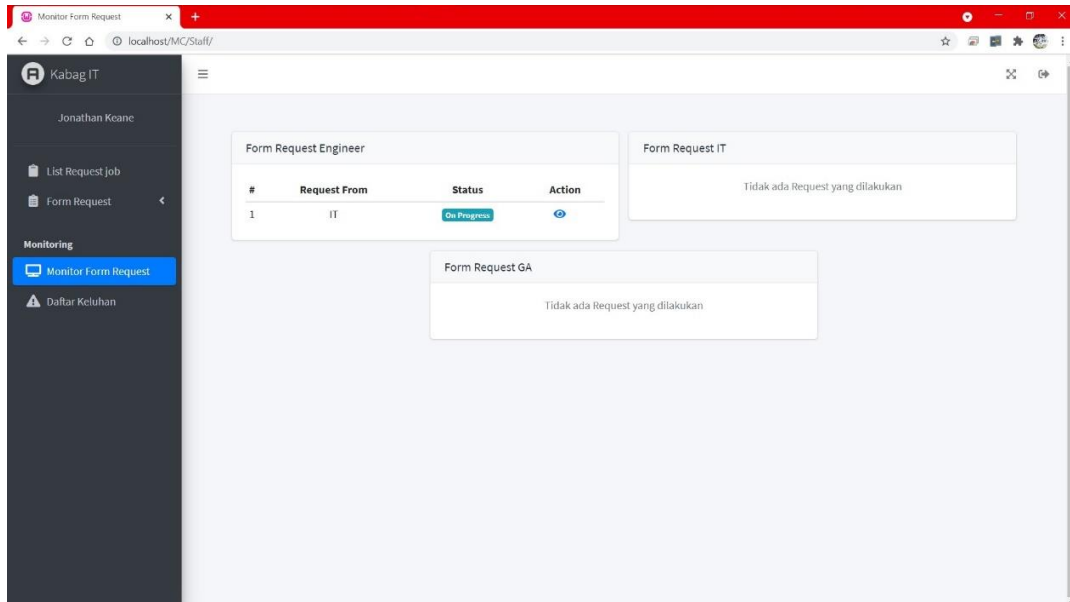 Monitor Form Request
localhost/MC/Staff/
Kabag IT
Jonathan Keane
List Request job
Form Request
Monitoring
Monitor Form Request
Daftar Keluhan
Form Request Engineer
# Request From Status Action
1 IT On Progress
Form Request IT
Tidak ada Request yang dilakukan
Form Request GA
Tidak ada Request yang dilakukan